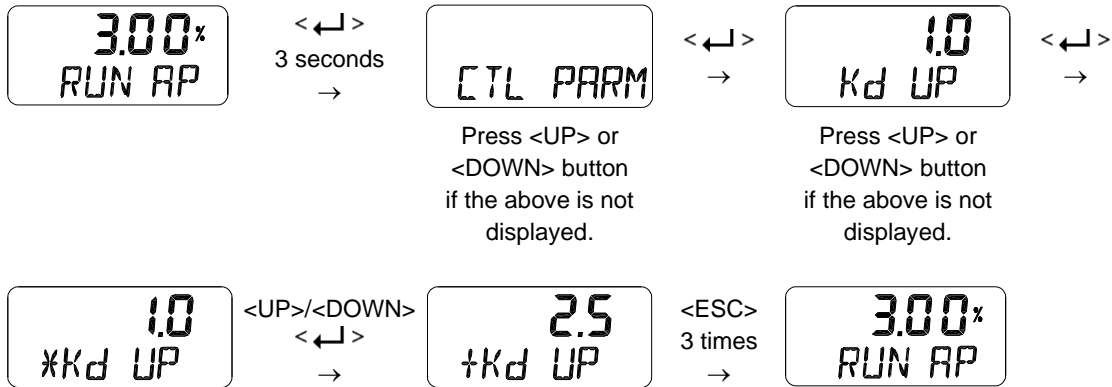 3.00%
RUN AP
< ↵ >
3 seconds
→
CTL PARM
Press <UP> or
<DOWN> button
if the above is not
displayed.
< ↵ >
→
1.0
Kd UP
Press <UP> or
<DOWN> button
if the above is not
displayed.
< ↵ >
→
1.0
*Kd UP
<UP>/<DOWN>
< ↵ >
→
2.5
+Kd UP
<ESC>
3 times
→
3.00%
RUN AP